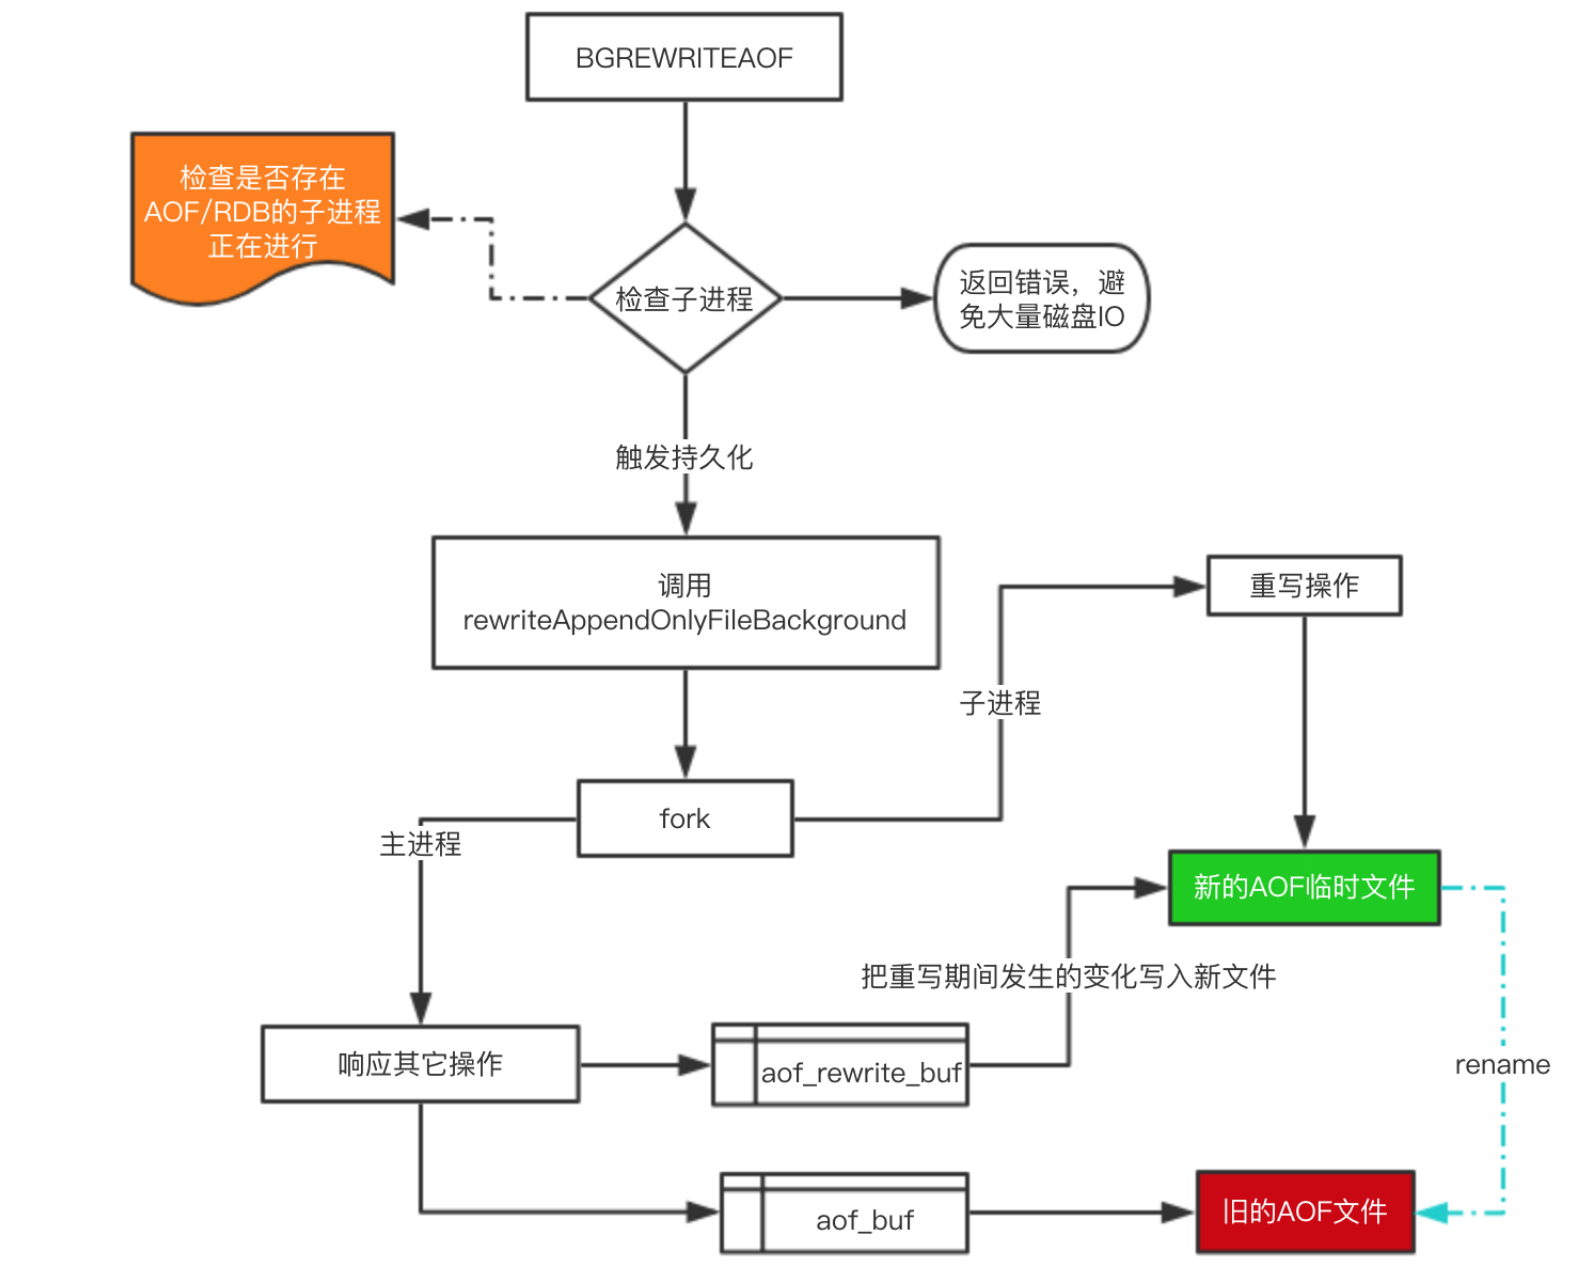 BGREWRITEAOF
检查是否存在
AOF/RDB的子进程
正在进行
检查子进程
返回错误，避
免大量磁盘IO
触发持久化
调用
rewriteAppendOnlyFileBackground
重写操作
子进程
fork
主进程
新的AOF临时文件
把重写期间发生的变化写入新文件
响应其它操作
aof_rewrite_buf
rename
aof_buf
旧的AOF文件